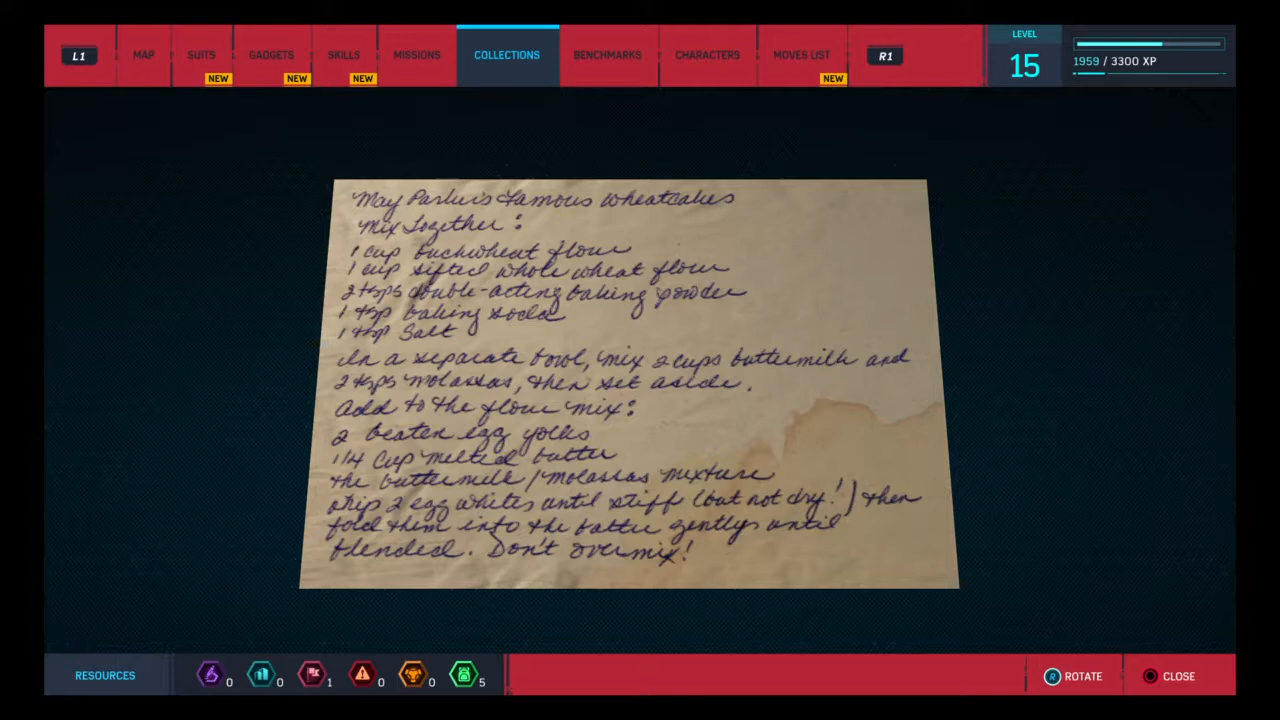 L1
MAP
SUITS
NEW
GADGETS
NEW
SKILLS
NEW
MISSIONS
COLLECTIONS
BENCHMARKS
CHARACTERS
MOVES LIST
NEW
R1
LEVEL
15
1959 / 3300 XP
May Parker's Famous Wheatcakes
Mix Together:
1 cup buckwheat flour
1 cup sifted whole wheat flour
2 tsps double-acting baking powder
1 tsp baking soda
1 tsp Salt
In a separate bowl, mix 2 cups buttermilk and
2 tsps molassas, then set aside.
Add to the flour mix:
2 beaten egg yolks
1/4 cup melted butter
the buttermilk/molassas mixture
Whip 2 egg whites until stiff (but not dry!) then
fold them into the batter gently until
blended. Don't overmix!
RESOURCES
0
0
1
0
0
5
R ROTATE
CLOSE